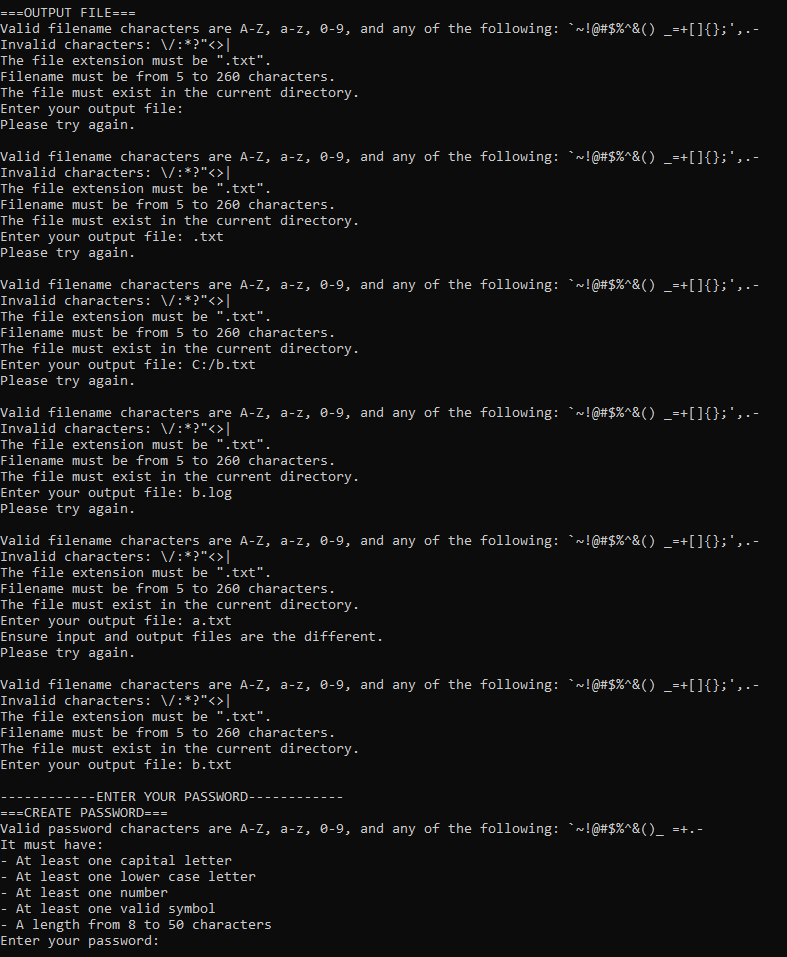 ===OUTPUT FILE===
Valid filename characters are A-Z, a-z, 0-9, and any of the following: `~!@#$%^&() _=+[]{};',.-
Invalid characters: \/:*?"<>|
The file extension must be ".txt".
Filename must be from 5 to 260 characters.
The file must exist in the current directory.
Enter your output file:
Please try again.

Valid filename characters are A-Z, a-z, 0-9, and any of the following: `~!@#$%^&() _=+[]{};',.-
Invalid characters: \/:*?"<>|
The file extension must be ".txt".
Filename must be from 5 to 260 characters.
The file must exist in the current directory.
Enter your output file: .txt
Please try again.

Valid filename characters are A-Z, a-z, 0-9, and any of the following: `~!@#$%^&() _=+[]{};',.-
Invalid characters: \/:*?"<>|
The file extension must be ".txt".
Filename must be from 5 to 260 characters.
The file must exist in the current directory.
Enter your output file: C:/b.txt
Please try again.

Valid filename characters are A-Z, a-z, 0-9, and any of the following: `~!@#$%^&() _=+[]{};',.-
Invalid characters: \/:*?"<>|
The file extension must be ".txt".
Filename must be from 5 to 260 characters.
The file must exist in the current directory.
Enter your output file: b.log
Please try again.

Valid filename characters are A-Z, a-z, 0-9, and any of the following: `~!@#$%^&() _=+[]{};',.-
Invalid characters: \/:*?"<>|
The file extension must be ".txt".
Filename must be from 5 to 260 characters.
The file must exist in the current directory.
Enter your output file: a.txt
Ensure input and output files are the different.
Please try again.

Valid filename characters are A-Z, a-z, 0-9, and any of the following: `~!@#$%^&() _=+[]{};',.-
Invalid characters: \/:*?"<>|
The file extension must be ".txt".
Filename must be from 5 to 260 characters.
The file must exist in the current directory.
Enter your output file: b.txt

------------ENTER YOUR PASSWORD------------
===CREATE PASSWORD===
Valid password characters are A-Z, a-z, 0-9, and any of the following: `~!@#$%^&()_ =+.-
It must have:
- At least one capital letter
- At least one lower case letter
- At least one number
- At least one valid symbol
- A length from 8 to 50 characters
Enter your password: